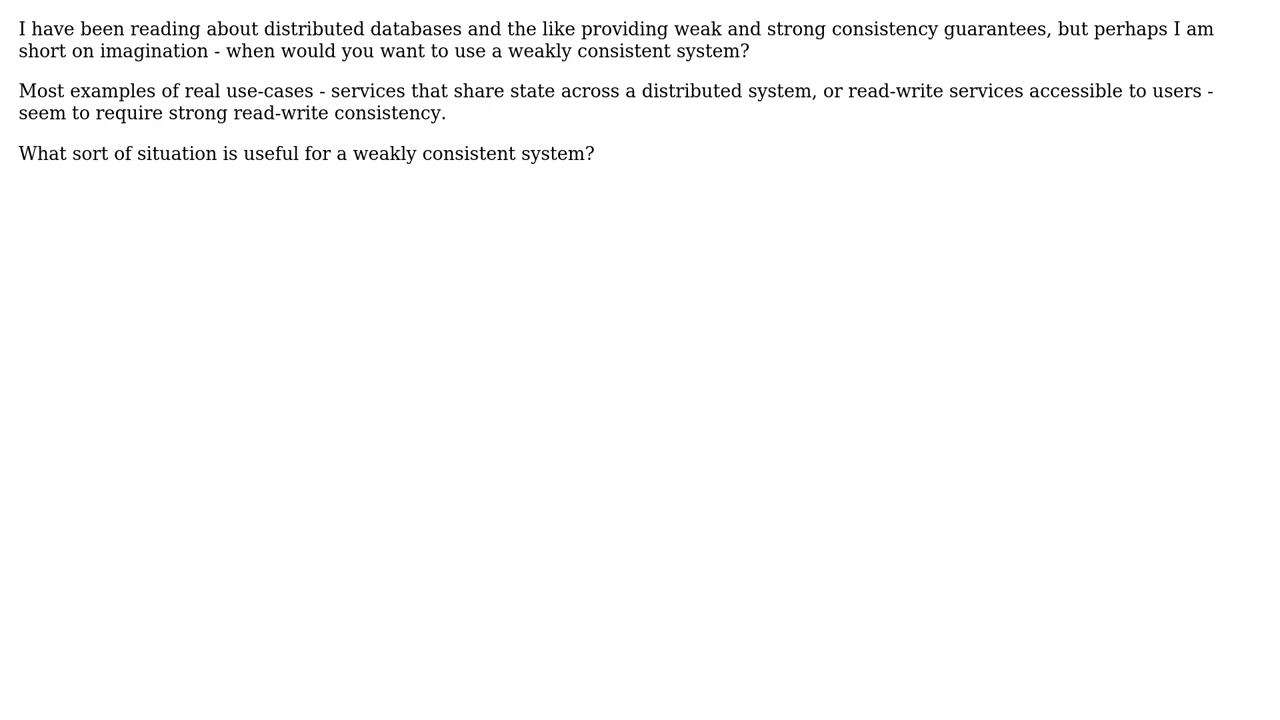 I have been reading about distributed databases and the like providing weak and strong consistency guarantees, but perhaps I am
short on imagination - when would you want to use a weakly consistent system?
Most examples of real use-cases - services that share state across a distributed system, or read-write services accessible to users -
seem to require strong read-write consistency.
What sort of situation is useful for a weakly consistent system?